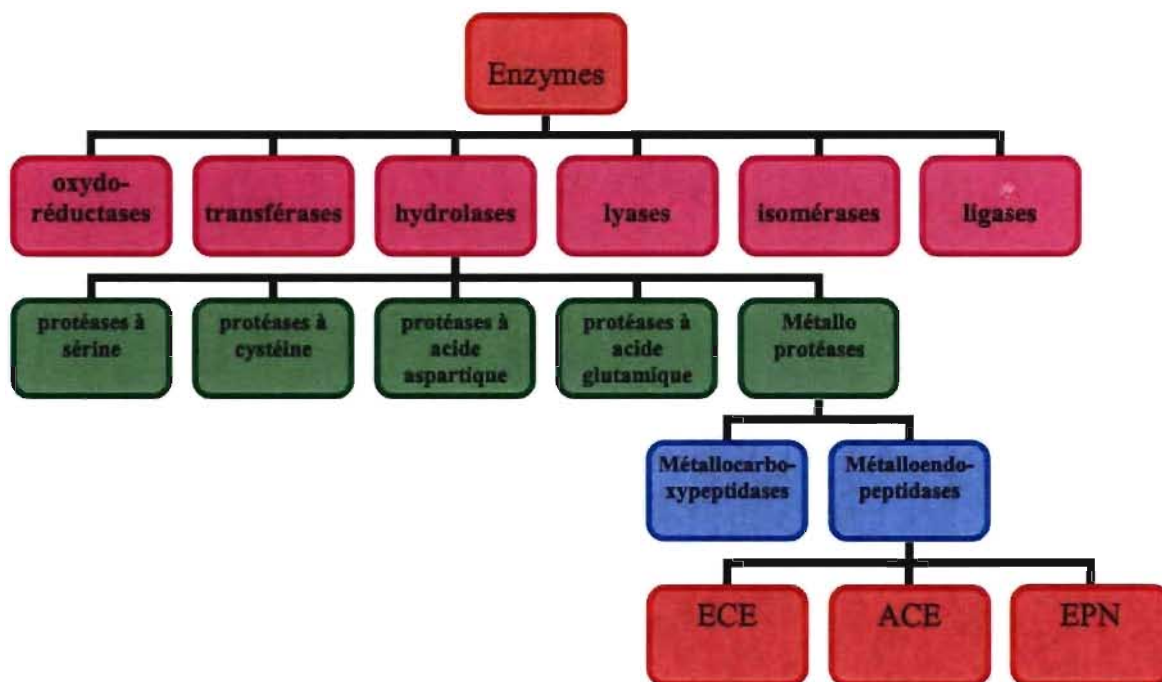 Enzymes
oxydo-
réductases
transférases
hydrolases
lyases
isomérases
ligases
protéases à
sérine
protéases à
cystéine
protéases à
acide
aspartique
protéases à
acide
glutamique
Métallo
protéases
Métallocarbo-
xypeptidases
Métalloendo-
peptidases
ECE
ACE
EPN